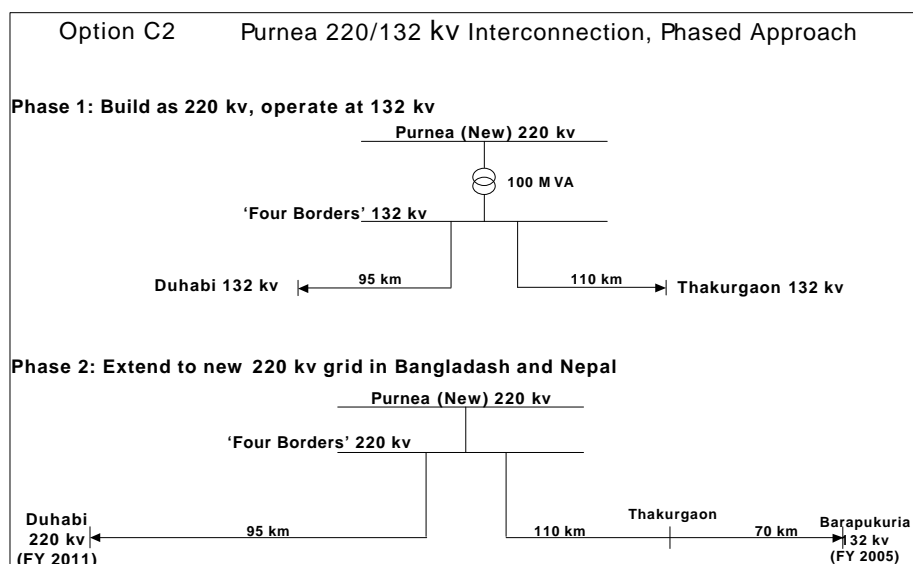 Option C2 Purnea 220/132 kv Interconnection, Phased Approach
Phase 1: Build as 220 kv, operate at 132 kv
Purnea (New) 220 kv
100 MVA
‘Four Borders’ 132 kv
95 km
110 km
Duhabi 132 kv
Thakurgaon 132 kv
Phase 2: Extend to new 220 kv grid in Bangladash and Nepal
Purnea (New) 220 kv
‘Four Borders’ 220 kv
Duhabi
220 kv
(FY 2011)
95 km
110 km
Thakurgaon
70 km
Barapukuria
132 kv
(FY 2005)